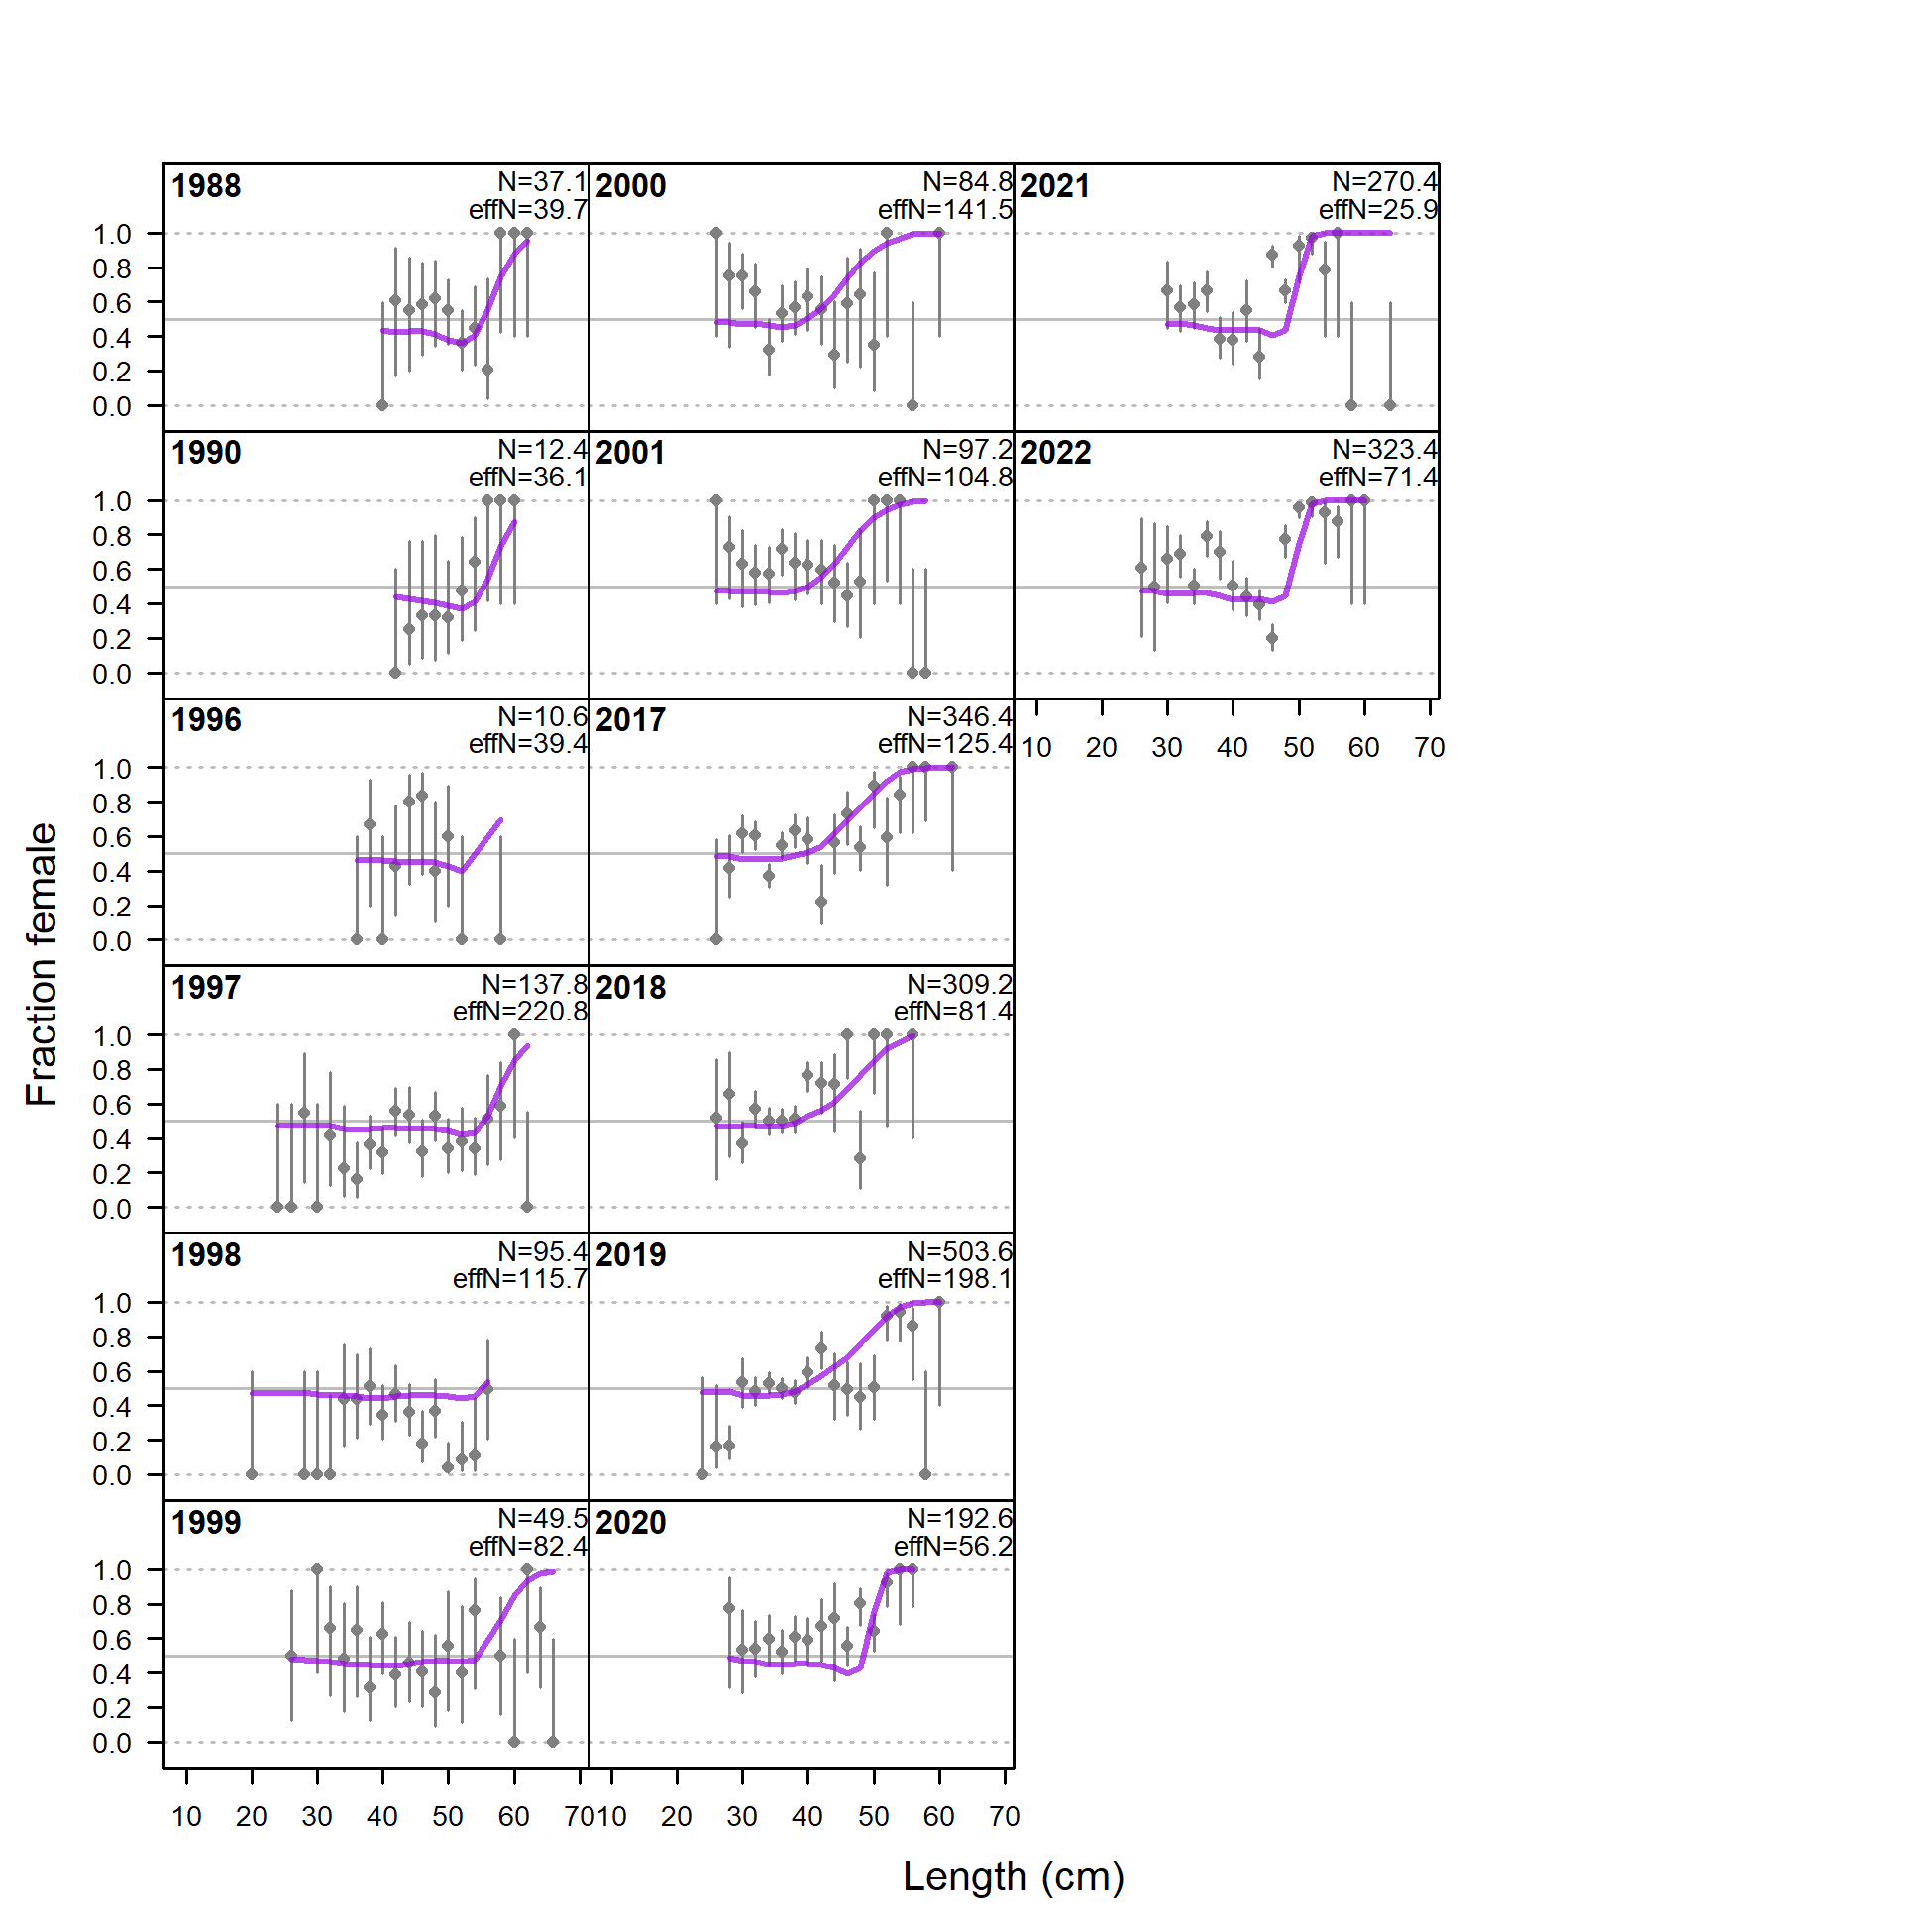 1988 N=37.1 2000 N=84.8 2021 N=270.4
effN=39.7 effN=141.5 effN=25.9
1.0
0.8
0.6
0.4
0.2
0.0
1990 N=12.4 2001 N=97.2 2022 N=323.4
effN=36.1 effN=104.8 effN=71.4
1.0
0.8
0.6
0.4
0.2
0.0
1996 N=10.6 2017 N=346.4
effN=39.4 effN=125.4
10 20 30 40 50 60 70
1.0
0.8
0.6
0.4
0.2
0.0
Fraction female
1997 N=137.8 2018 N=309.2
effN=220.8 effN=81.4
1.0
0.8
0.6
0.4
0.2
0.0
1998 N=95.4 2019 N=503.6
effN=115.7 effN=198.1
1.0
0.8
0.6
0.4
0.2
0.0
1999 N=49.5 2020 N=192.6
effN=82.4 effN=56.2
1.0
0.8
0.6
0.4
0.2
0.0
10 20 30 40 50 60 70 10 20 30 40 50 60 70
Length (cm)